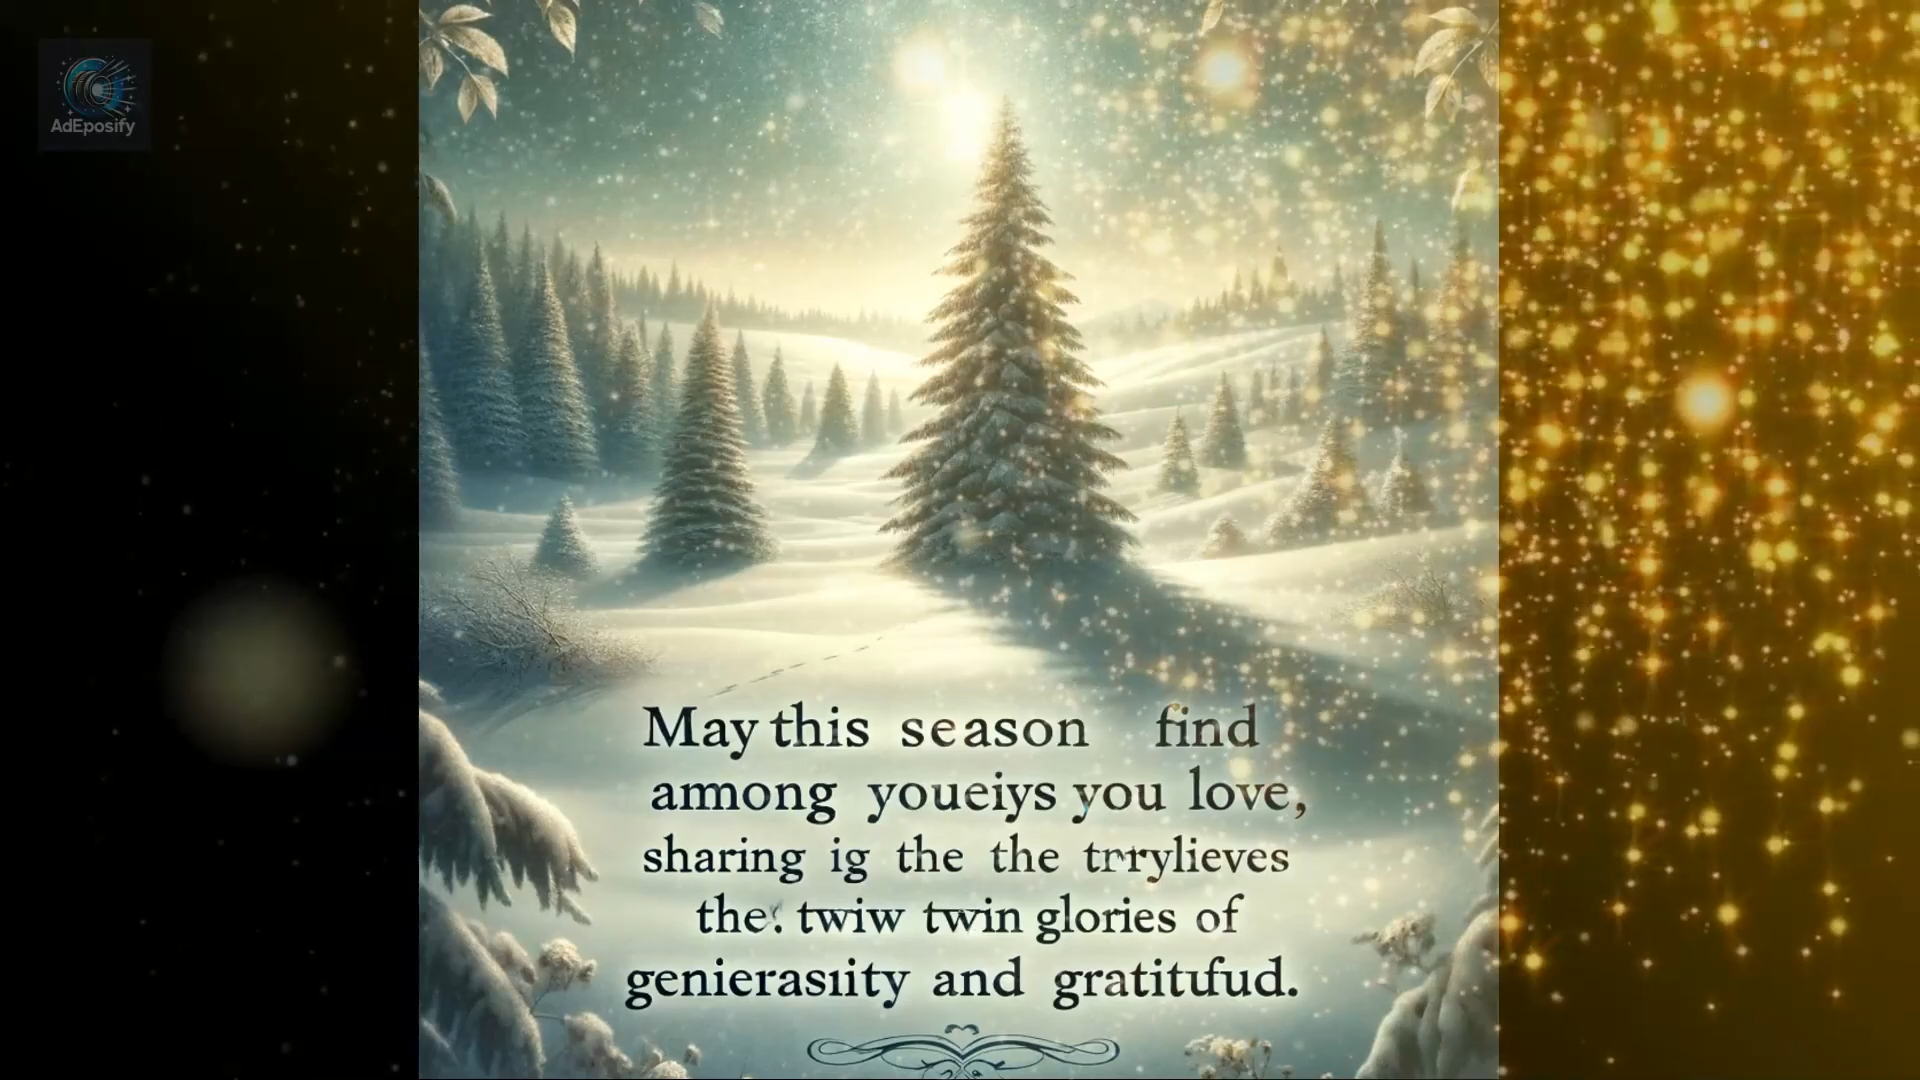 AdEposify
May this season find
among youeiys you love,
sharing ig the the trrylieves
the. twiw twin glories of
genierasiity and gratitufud.